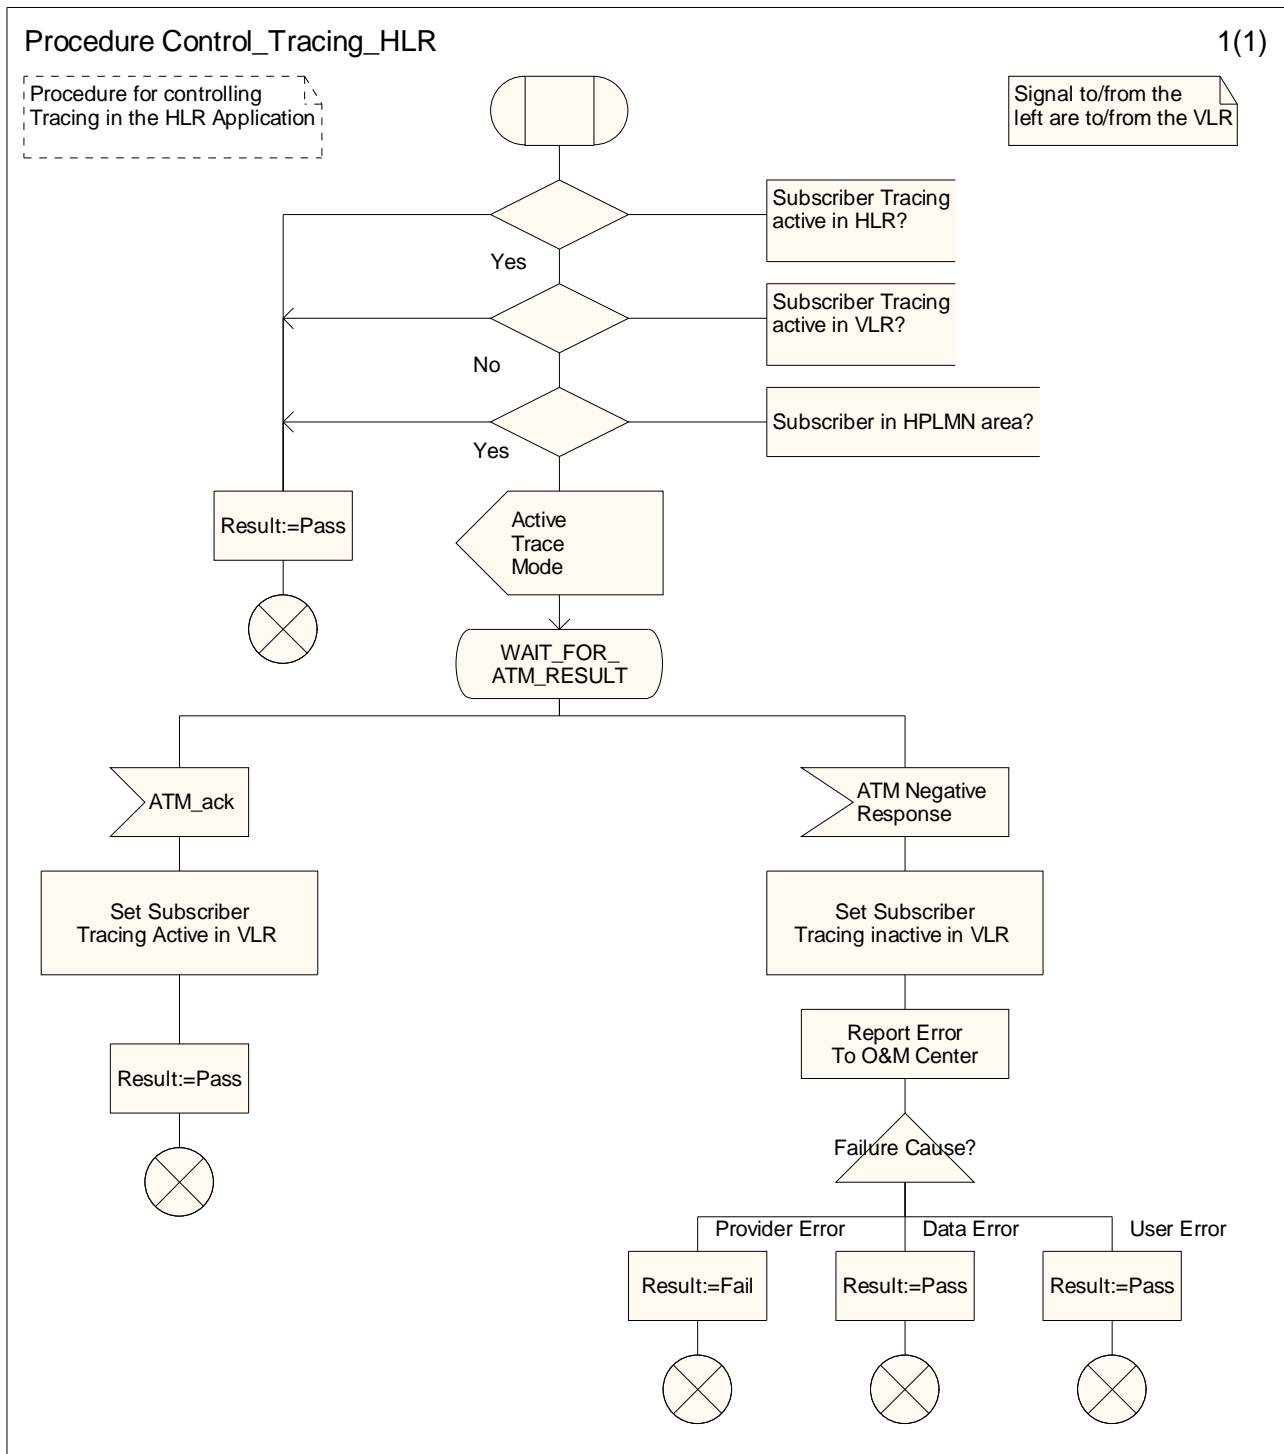 Procedure Control_Tracing_HLR
1(1)
Procedure for controlling
Tracing in the HLR Application
Signal to/from the
left are to/from the VLR
Subscriber Tracing
active in HLR?
Yes
Subscriber Tracing
active in VLR?
No
Subscriber in HPLMN area?
Yes
Result:=Pass
Active
Trace
Mode
WAIT_FOR_
ATM_RESULT
ATM_ack
ATM Negative
Response
Set Subscriber
Tracing Active in VLR
Set Subscriber
Tracing inactive in VLR
Report Error
To O&M Center
Result:=Pass
Failure Cause?
Provider Error
Data Error
User Error
Result:=Fail
Result:=Pass
Result:=Pass